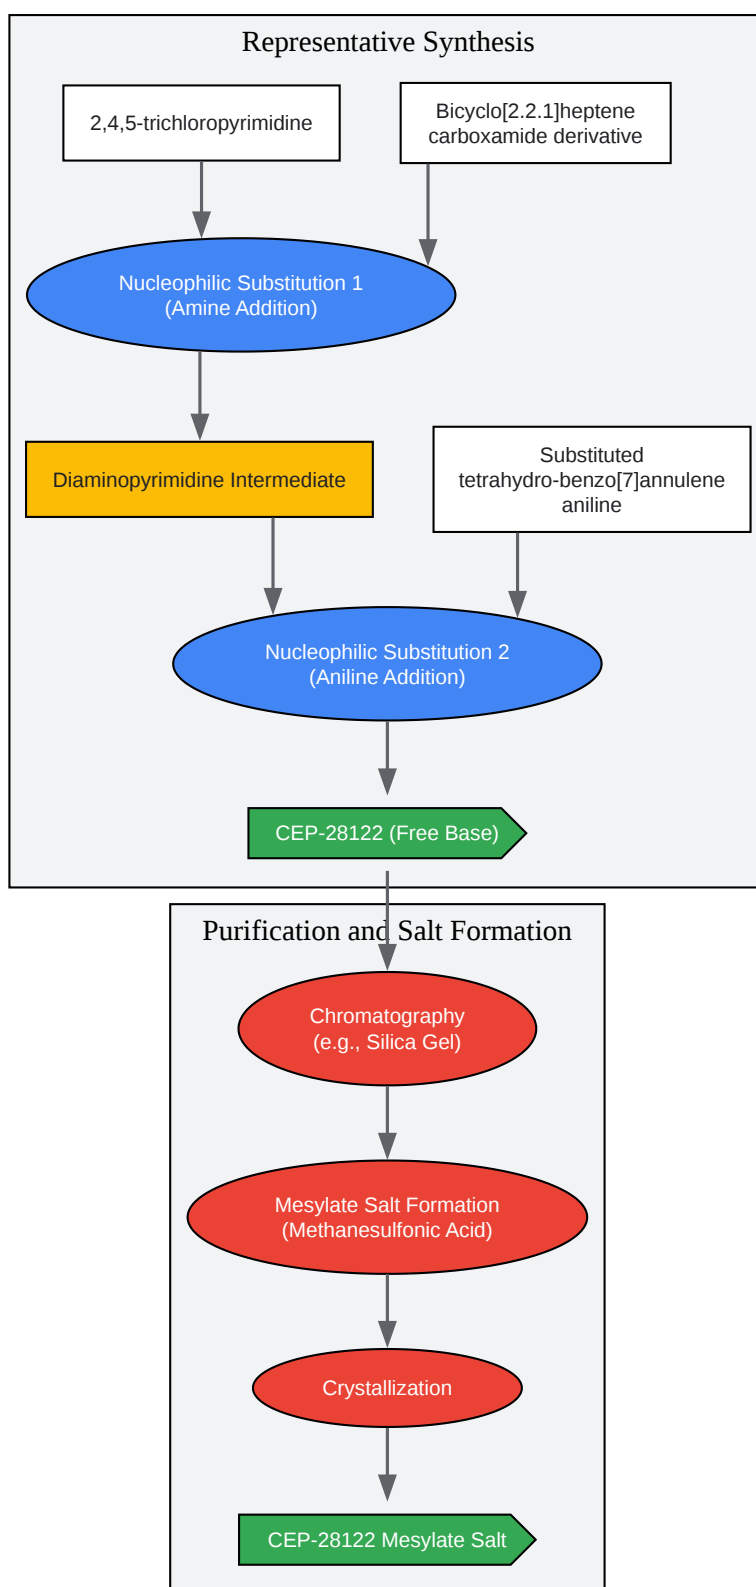 Representative Synthesis
2,4,5-trichloropyrimidine
Bicyclo[2.2.1]heptene
carboxamide derivative
Nucleophilic Substitution 1
(Amine Addition)
Diaminopyrimidine Intermediate
Substituted
tetrahydro-benzo[7]annulene
aniline
Nucleophilic Substitution 2
(Aniline Addition)
CEP-28122 (Free Base)
Purification and Salt Formation
Chromatography
(e.g., Silica Gel)
Mesylate Salt Formation
(Methanesulfonic Acid)
Crystallization
CEP-28122 Mesylate Salt